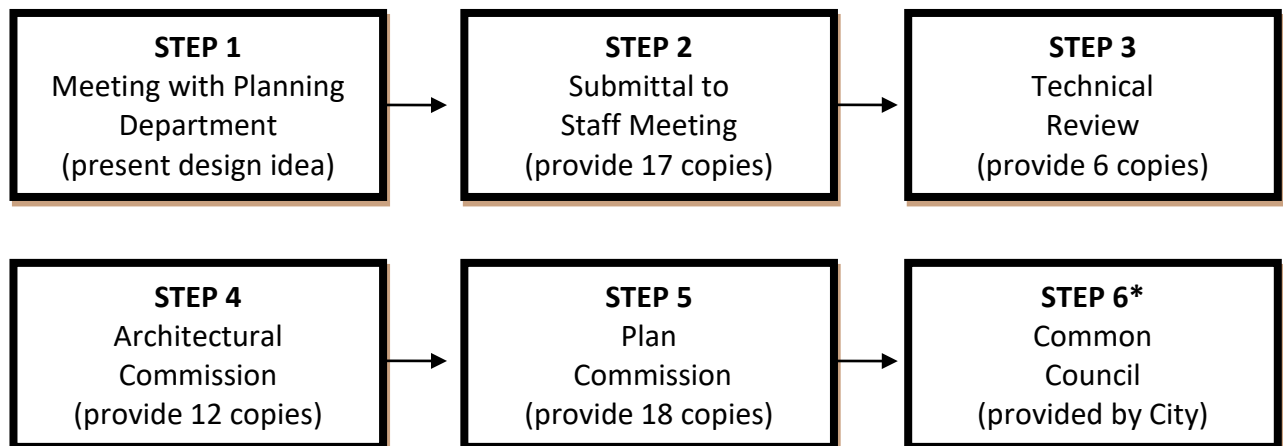 STEP 1
Meeting with Planning
Department
(present design idea)
STEP 2
Submittal to
Staff Meeting
(provide 17 copies)
STEP 3
Technical
Review
(provide 6 copies)
STEP 4
Architectural
Commission
(provide 12 copies)
STEP 5
Plan
Commission
(provide 18 copies)
STEP 6*
Common
Council
(provided by City)